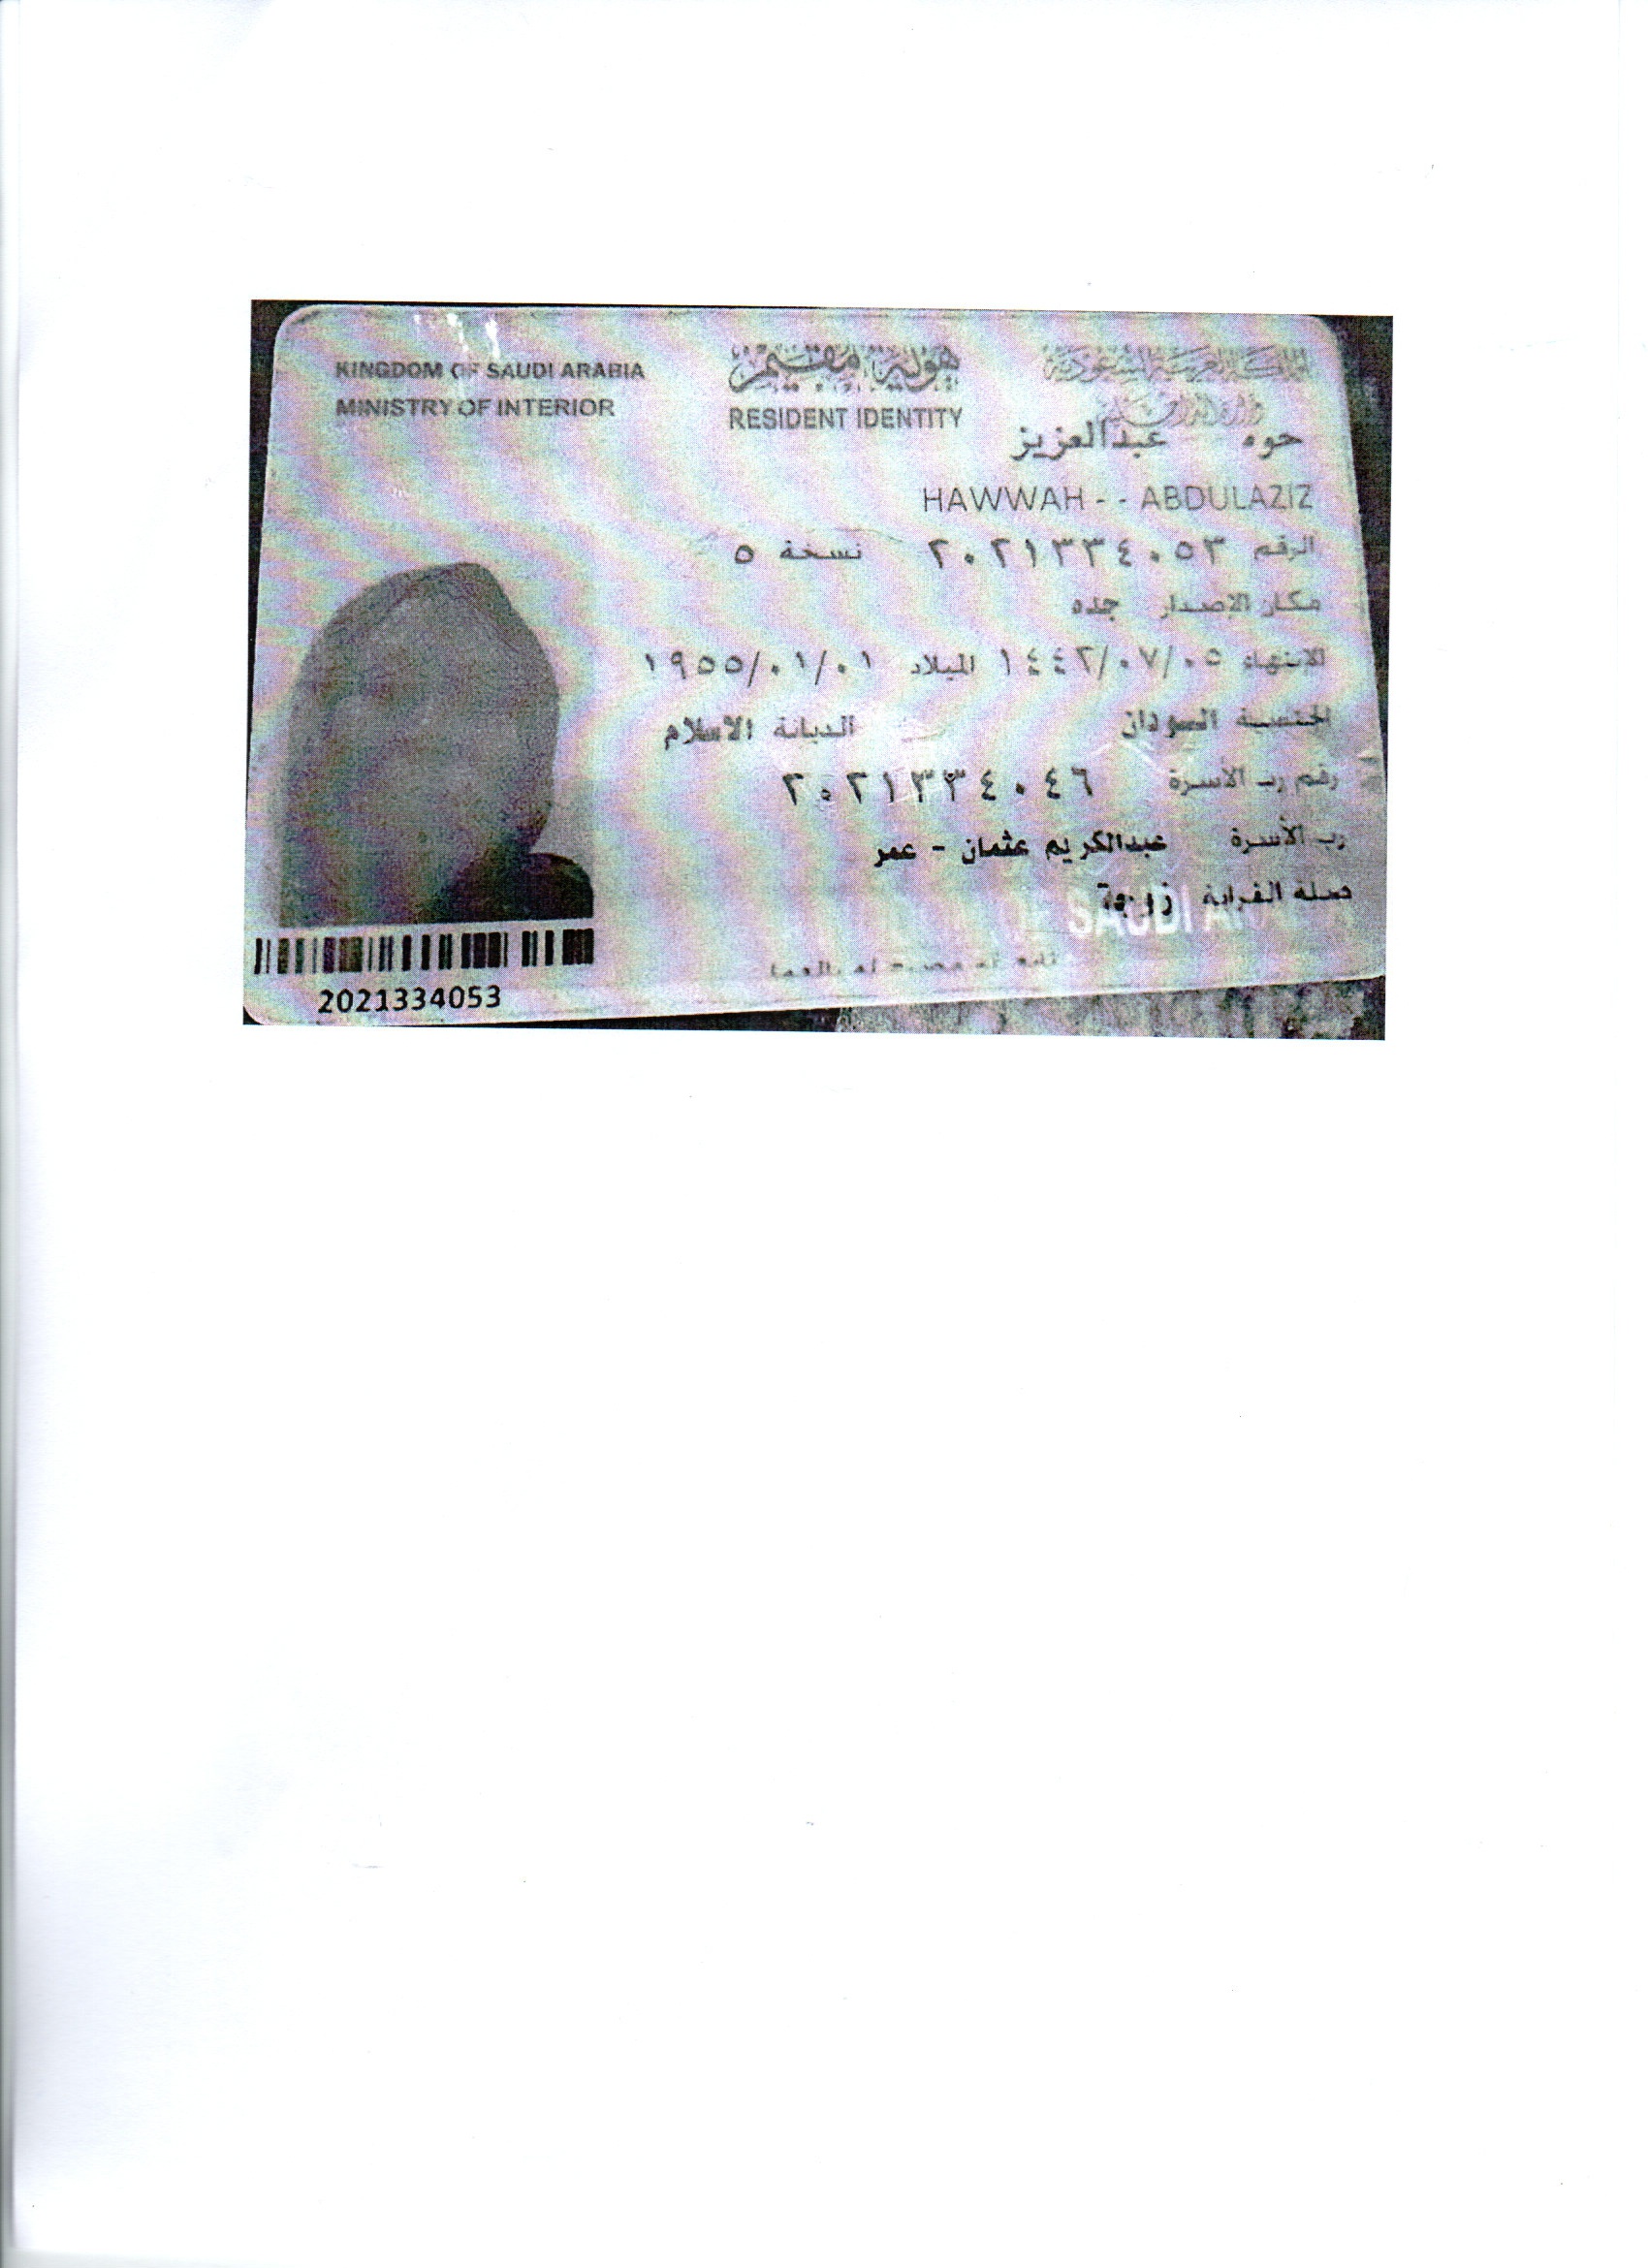 KINGDOM OF SAUDI ARABIA
MINISTRY OF INTERIOR
هوية مقيم
RESIDENT IDENTITY
المملكة العربية السعودية
وزارة الداخلية
حوه عبدالعزيز
HAWWAH - - ABDULAZIZ
الرقم ٢٠٢١٣٣٤٠٥٣ نسخة ٥
مكان الاصدار جده
الانتهاء ١٤٤٢/٠٧/٠٥ الميلاد ١٩٥٥/٠١/٠١
الجنسية السودان الديانة الاسلام
رقم رب الأسرة ٢٠٢١٣٣٤٠٤٦
رب الأسرة عبدالكريم عثمان - عمر
صلة القرابة زوجة
SAUDI
2021334053